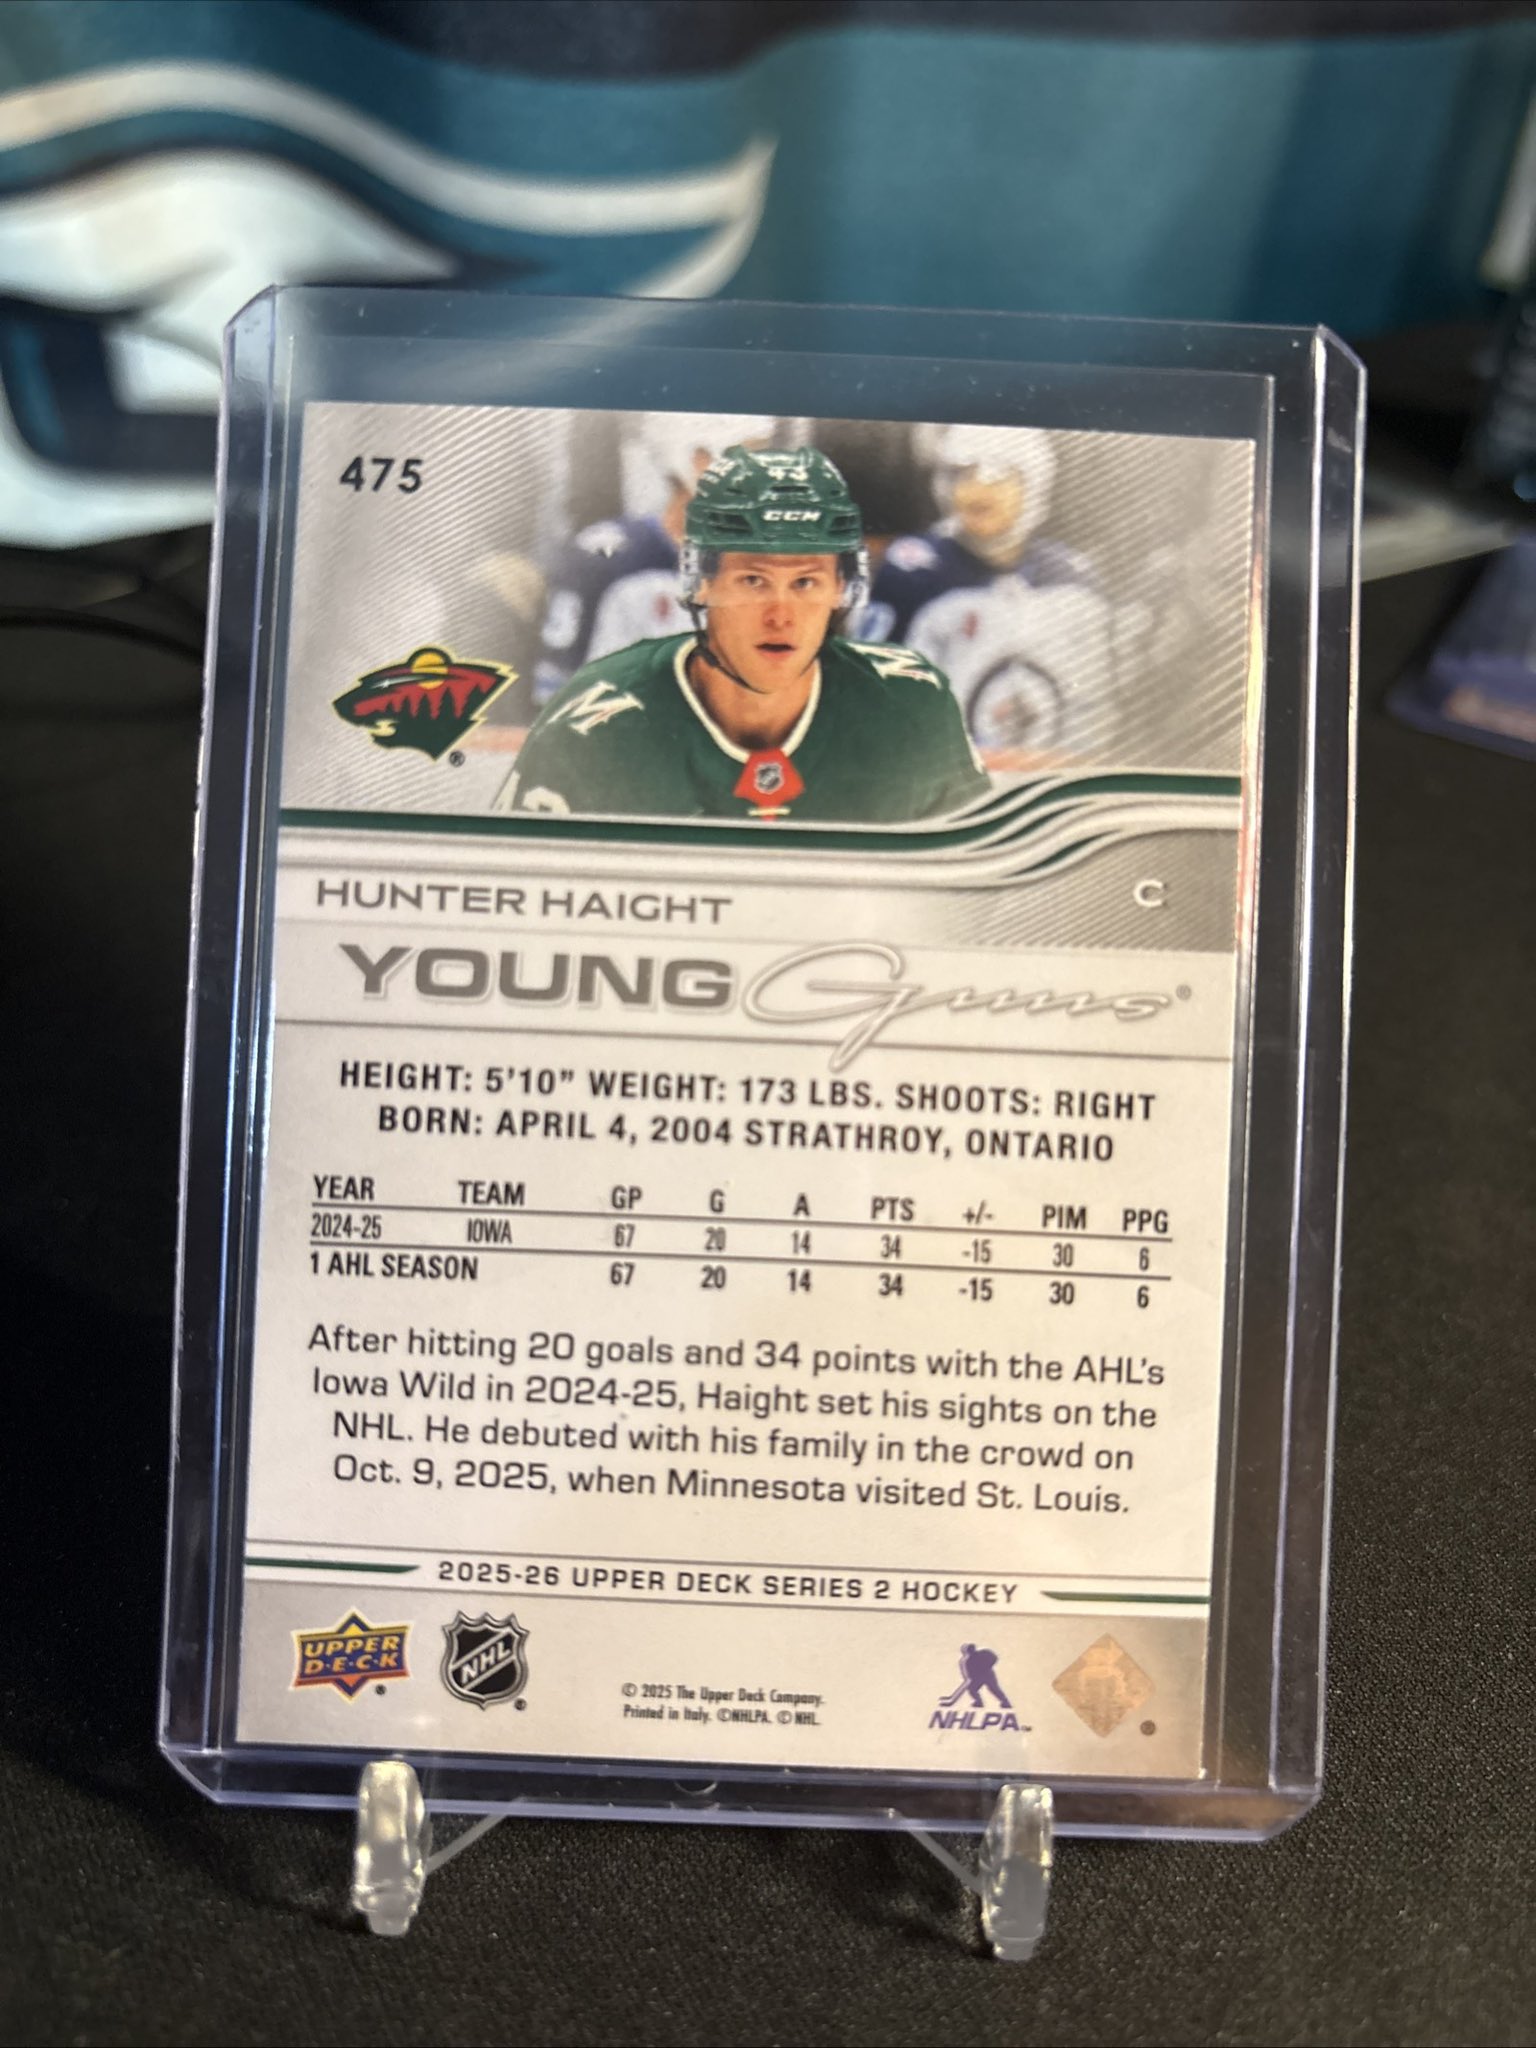 475
43
CCM
M
M
HUNTER HAIGHT
C
YOUNG Guns®
HEIGHT: 5'10" WEIGHT: 173 LBS. SHOOTS: RIGHT
BORN: APRIL 4, 2004 STRATHROY, ONTARIO
YEAR TEAM GP G A PTS +/- PIM PPG
2024-25 IOWA 67 20 14 34 -15 30 6
1 AHL SEASON 67 20 14 34 -15 30 6
After hitting 20 goals and 34 points with the AHL's
Iowa Wild in 2024-25, Haight set his sights on the
NHL. He debuted with his family in the crowd on
Oct. 9, 2025, when Minnesota visited St. Louis.
2025-26 UPPER DECK SERIES 2 HOCKEY
UPPER
D·E·C·K
®
NHL
®
© 2025 The Upper Deck Company.
Printed in Italy. ©NHLPA. © NHL.
NHLPA™
®